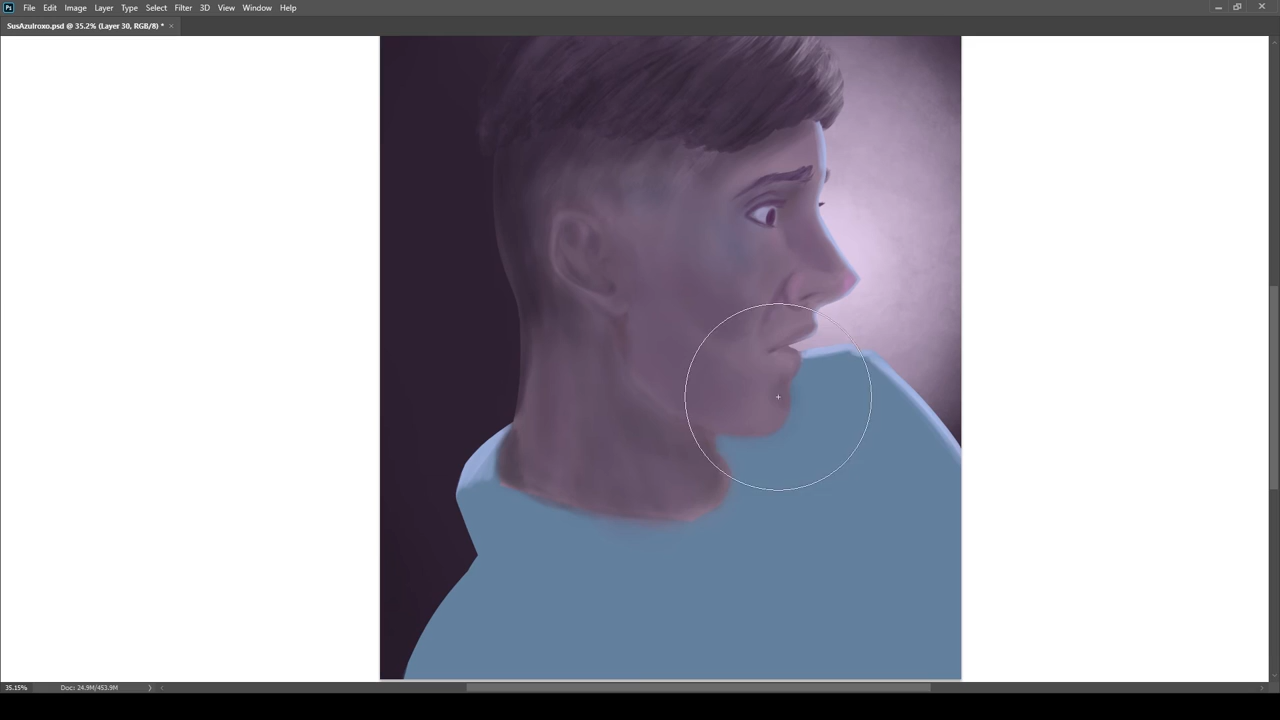 Ps File Edit Image Layer Type Select Filter 3D View Window Help
SusAzulroxo.psd @ 35.2% (Layer 30, RGB/8) *
35.15% Doc: 24.9M/453.9M